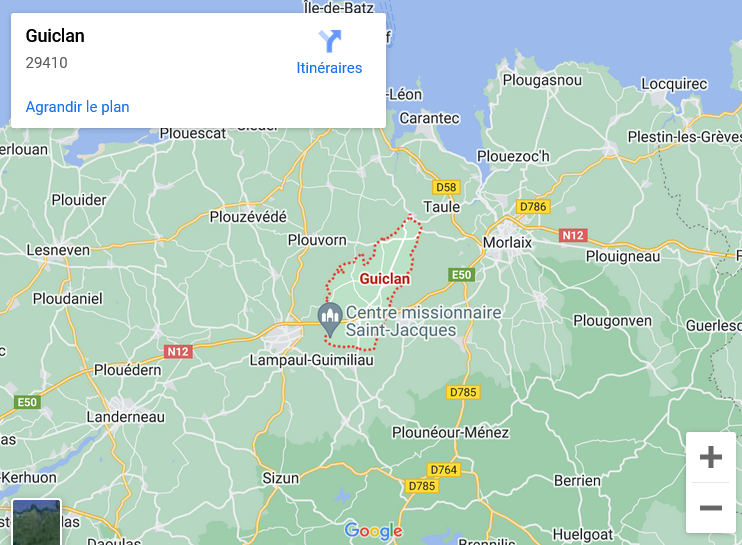 Île-de-Batz
Guiclan
29410
Itinéraires
Agrandir le plan
-Léon
Plougasnou
Locquirec
Carantec
Plouescat
Plestin-les-Grèves
erlouan
Plouezoc'h
D58
Plouider
Taule
D786
Plouzévédé
N12
Plouvorn
Morlaix
Lesneven
Plouigneau
E50
Guiclan
Ploudaniel
Centre missionnaire
Saint-Jacques
Plougonven
Guerlesq
N12
Lampaul-Guimiliau
Plouédern
D785
E50
Landerneau
Plounéour-Ménez
D764
Kerhuon
Sizun
D785
Berrien
Google
Huelgoat
Daoulas